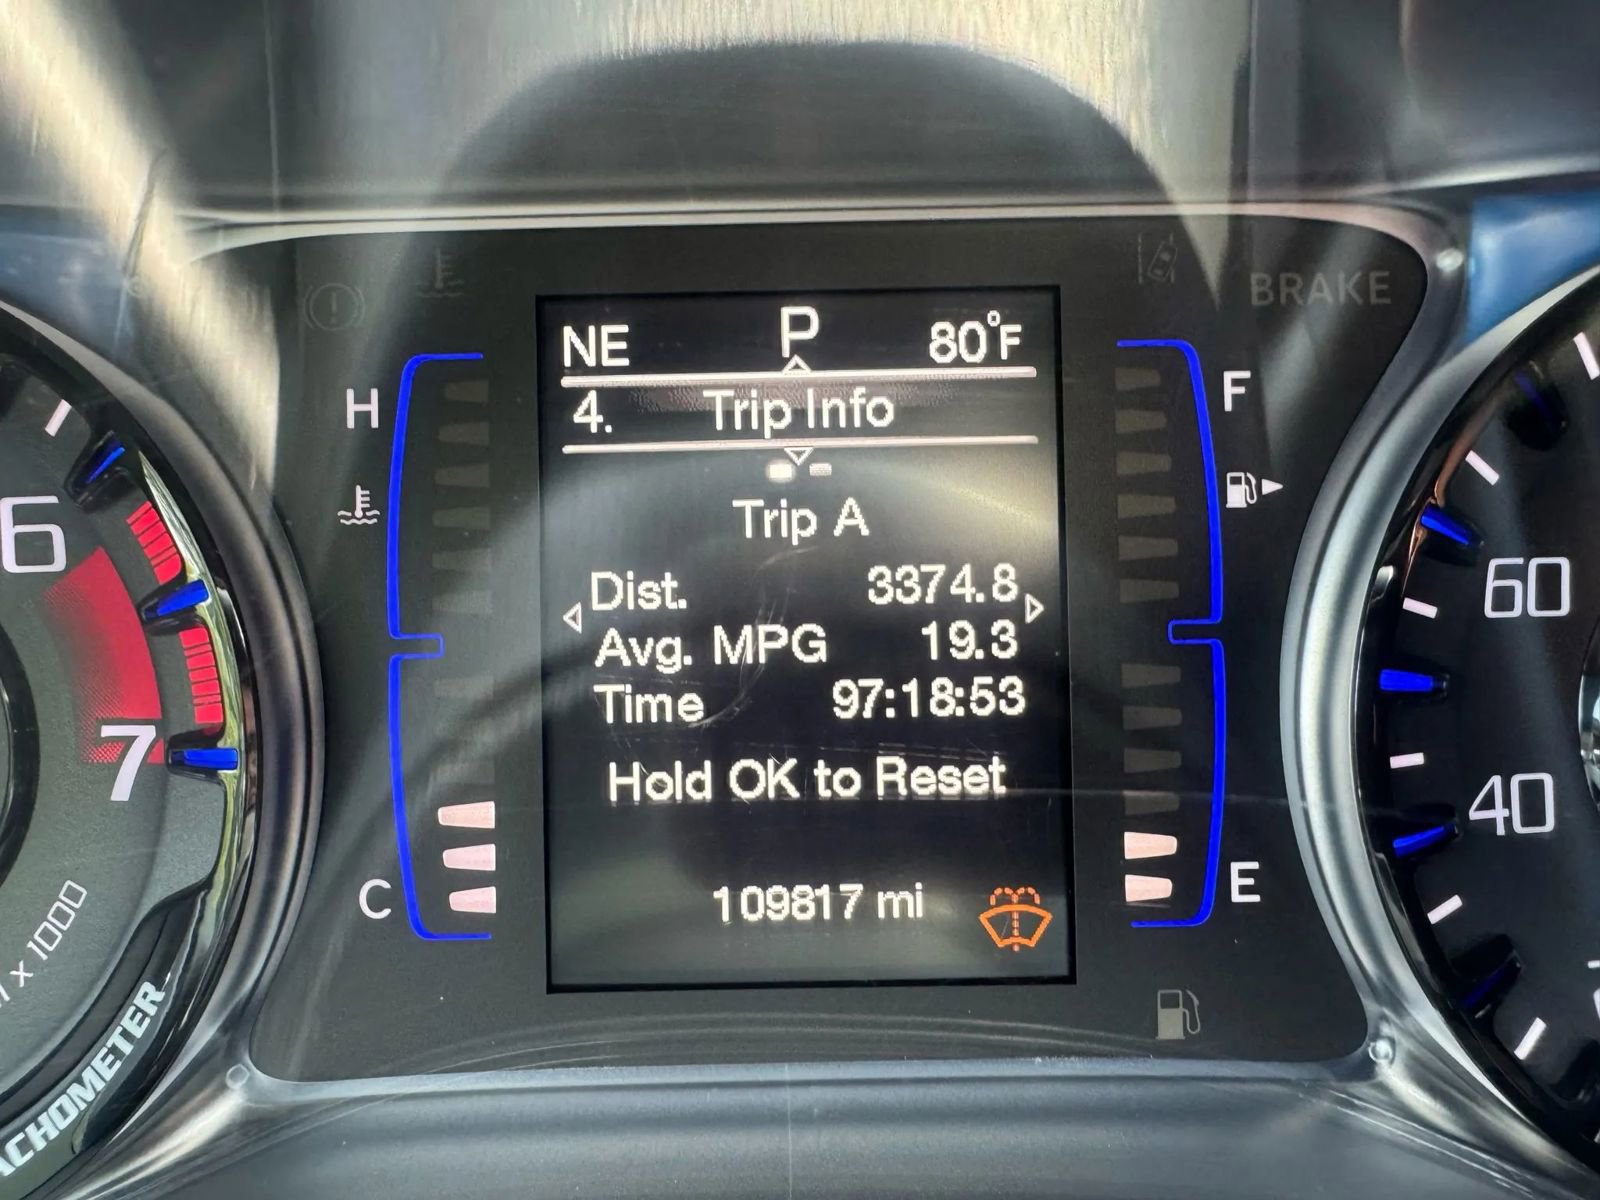 BRAKE
NE P 80°F
4. Trip Info
H
F
Trip A
Dist. 3374.8
Avg. MPG 19.3
Time 97:18:53
Hold OK to Reset
109817 mi
C
E
6
7
x 1000
TACHOMETER
60
40